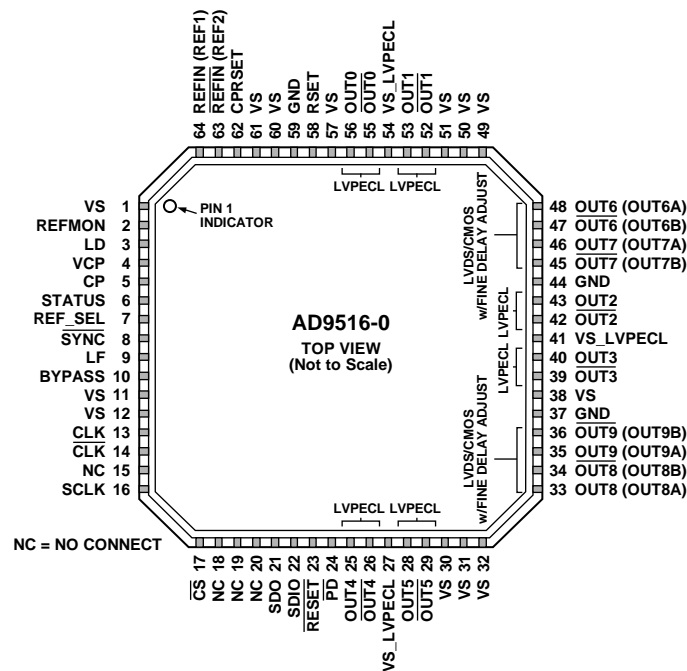 64 REFIN (REF1)
63 REFIN (REF2)
62 CPRSET
61 VS
60 VS
59 GND
58 RSET
57 VS
56 OUT0
55 OUT0
54 VS_LVPECL
53 OUT1
52 OUT1
51 VS
50 VS
49 VS
LVPECL
LVPECL
VS 1
REFMON 2
LD 3
VCP 4
CP 5
STATUS 6
REF_SEL 7
SYNC 8
LF 9
BYPASS 10
VS 11
VS 12
CLK 13
CLK 14
NC 15
SCLK 16
PIN 1
INDICATOR
AD9516-0
TOP VIEW
(Not to Scale)
LVDS/CMOS
w/FINE DELAY ADJUST
LVPECL
LVPECL
LVDS/CMOS
w/FINE DELAY ADJUST
48 OUT6 (OUT6A)
47 OUT6 (OUT6B)
46 OUT7 (OUT7A)
45 OUT7 (OUT7B)
44 GND
43 OUT2
42 OUT2
41 VS_LVPECL
40 OUT3
39 OUT3
38 VS
37 GND
36 OUT9 (OUT9B)
35 OUT9 (OUT9A)
34 OUT8 (OUT8B)
33 OUT8 (OUT8A)
LVPECL
LVPECL
NC = NO CONNECT
CS 17
NC 18
NC 19
NC 20
SDO 21
SDIO 22
RESET 23
PD 24
OUT4 25
OUT4 26
VS_LVPECL 27
OUT5 28
OUT5 29
VS 30
VS 31
VS 32